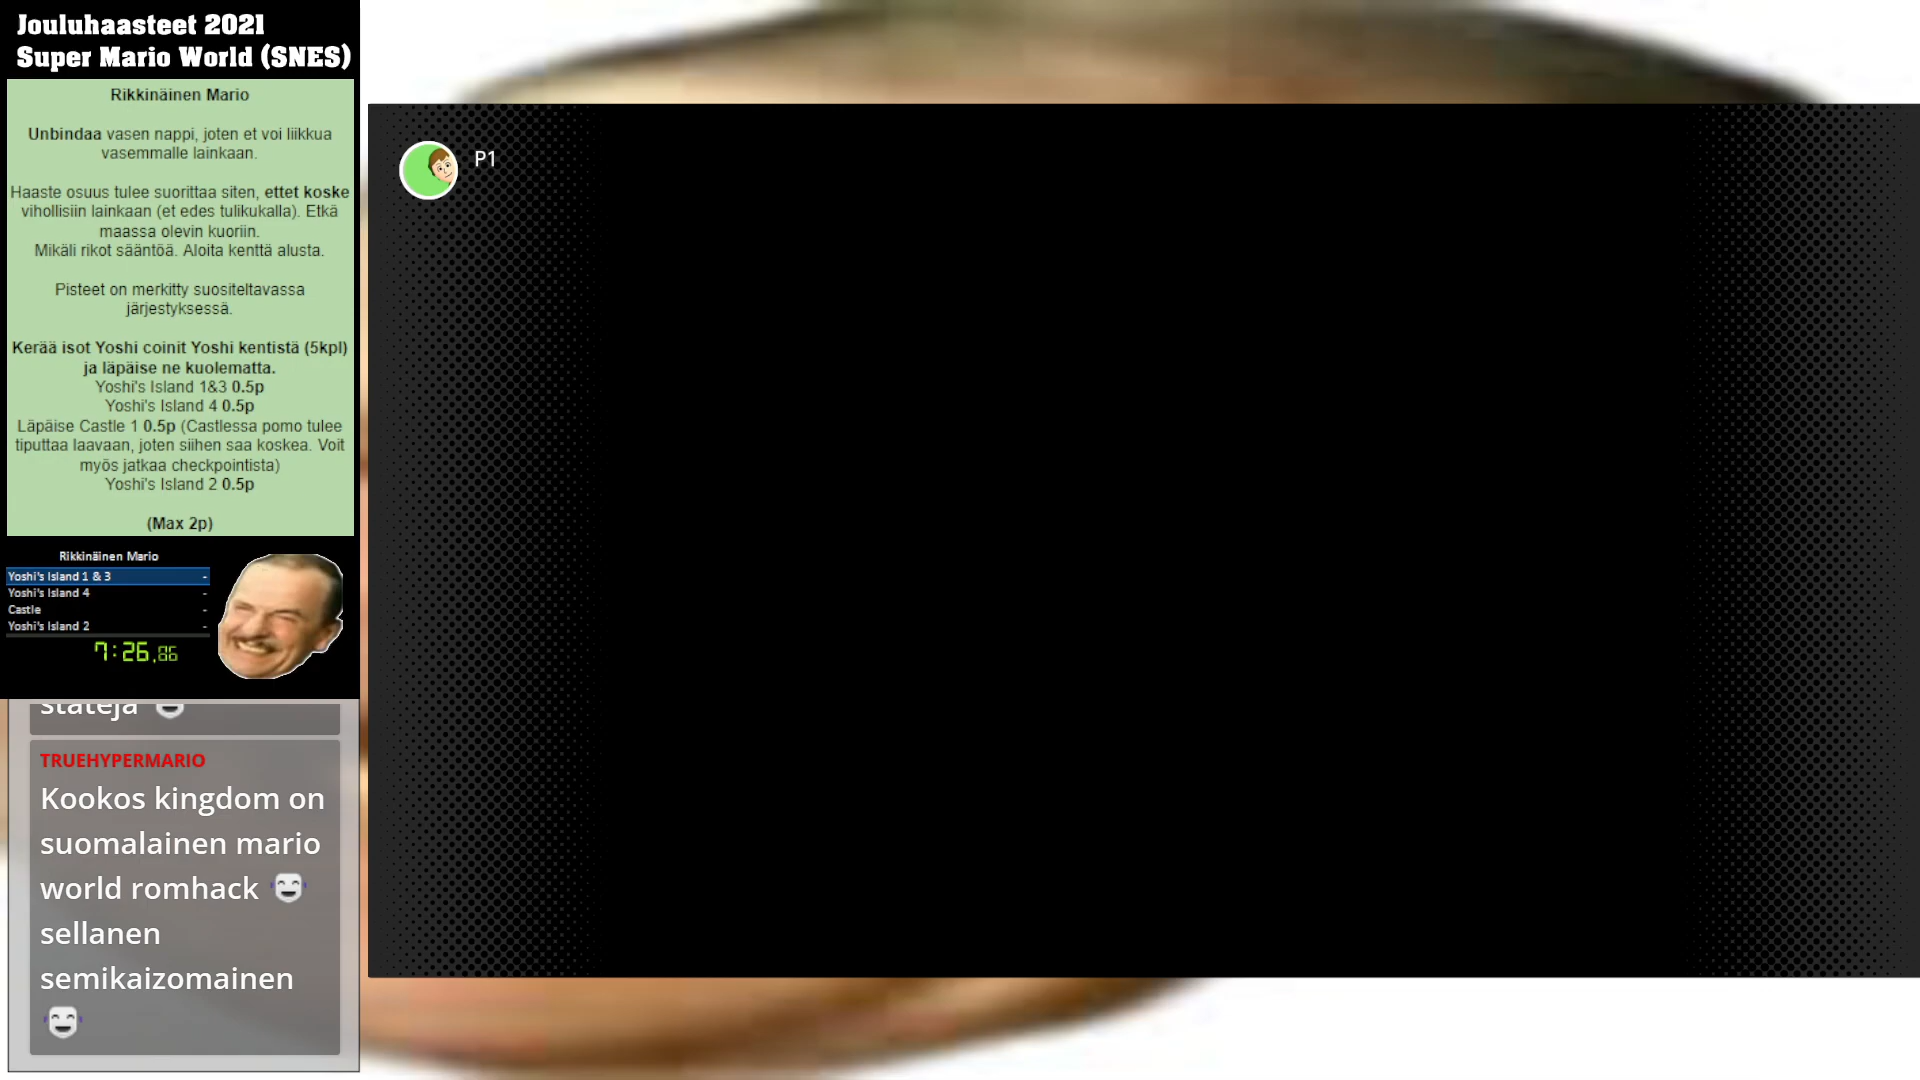 Jouluhaasteet 2021
Super Mario World (SNES)
Rikkinäinen Mario
Unbindaa vasen nappi, joten et voi liikkua
vasemmalle lainkaan.
Haaste osuus tulee suorittaa siten, ettet koske
vihollisiin lainkaan (et edes tulikukalla). Etkä
maassa olevin kuoriin.
Mikäli rikot sääntöä. Aloita kenttä alusta.
Pisteet on merkitty suositeltavassa
järjestyksessä.
Kerää isot Yoshi coinit Yoshi kentistä (5kpl)
ja läpäise ne kuolematta.
Yoshi's Island 1&3 0.5p
Yoshi's Island 4 0.5p
Läpäise Castle 1 0.5p (Castlessa pomo tulee
tiputtaa laavaan, joten siihen saa koskea. Voit
myös jatkaa checkpointista)
Yoshi's Island 2 0.5p
(Max 2p)
Rikkinäinen Mario
Yoshi's Island 1 & 3 -
Yoshi's Island 4 -
Castle -
Yoshi's Island 2 -
7:26.86
stateja
TRUEHYPERMARIO
Kookos kingdom on
suomalainen mario
world romhack
sellanen
semikaizomainen
P1